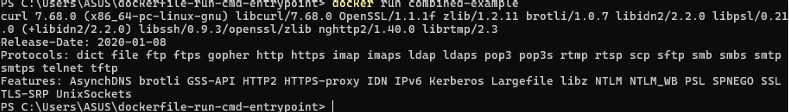 PS C:\Users\ASUS\dockerfile-run-cmd-entrypoint> docker run combined-example
curl 7.68.0 (x86_64-pc-linux-gnu) libcurl/7.68.0 OpenSSL/1.1.1f zlib/1.2.11 brotli/1.0.7 libidn2/2.2.0 libpsl/0.21
.0 (+libidn2/2.2.0) libssh/0.9.3/openssl/zlib nghttp2/1.40.0 librtmp/2.3
Release-Date: 2020-01-08
Protocols: dict file ftp ftps gopher http https imap imaps ldap ldaps pop3 pop3s rtmp rtsp scp sftp smb smbs smtp
smtps telnet tftp
Features: AsynchDNS brotli GSS-API HTTP2 HTTPS-proxy IDN IPv6 Kerberos Largefile libz NTLM NTLM_WB PSL SPNEGO SSL
TLS-SRP UnixSockets
PS C:\Users\ASUS\dockerfile-run-cmd-entrypoint>